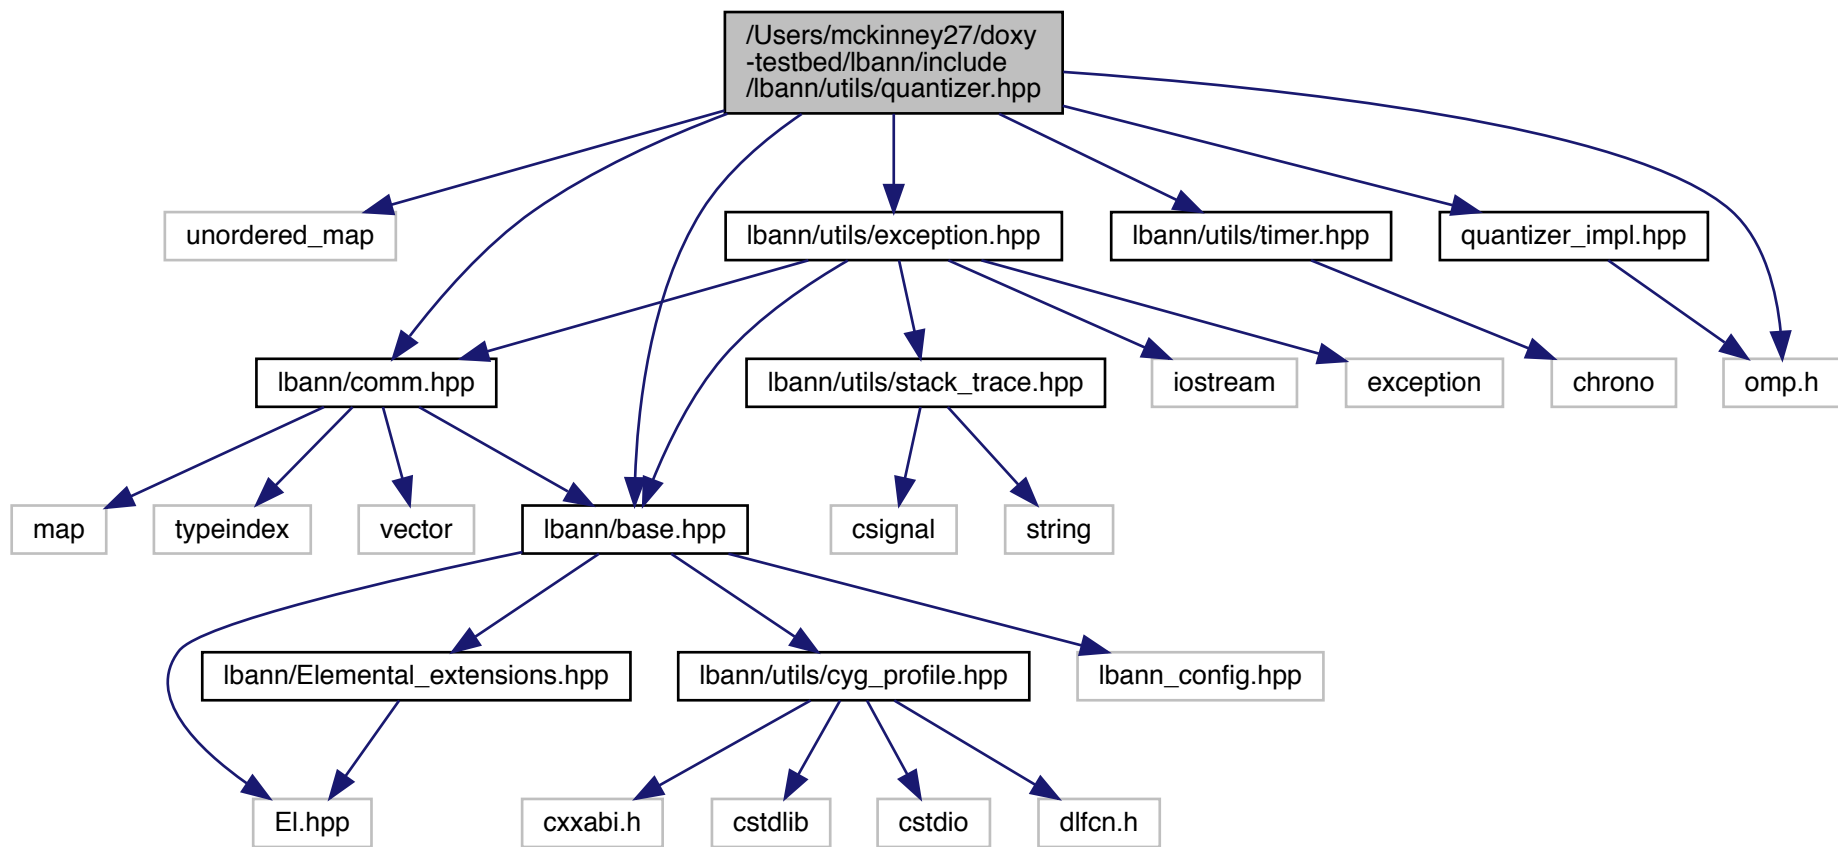 /Users/mckinney27/doxy
-testbed/lbann/include
/lbann/utils/quantizer.hpp
unordered_map
lbann/utils/exception.hpp
lbann/utils/timer.hpp
quantizer_impl.hpp
lbann/comm.hpp
lbann/utils/stack_trace.hpp
iostream
exception
chrono
omp.h
map
typeindex
vector
lbann/base.hpp
csignal
string
lbann/Elemental_extensions.hpp
lbann/utils/cyg_profile.hpp
lbann_config.hpp
El.hpp
cxxabi.h
cstdlib
cstdio
dlfcn.h